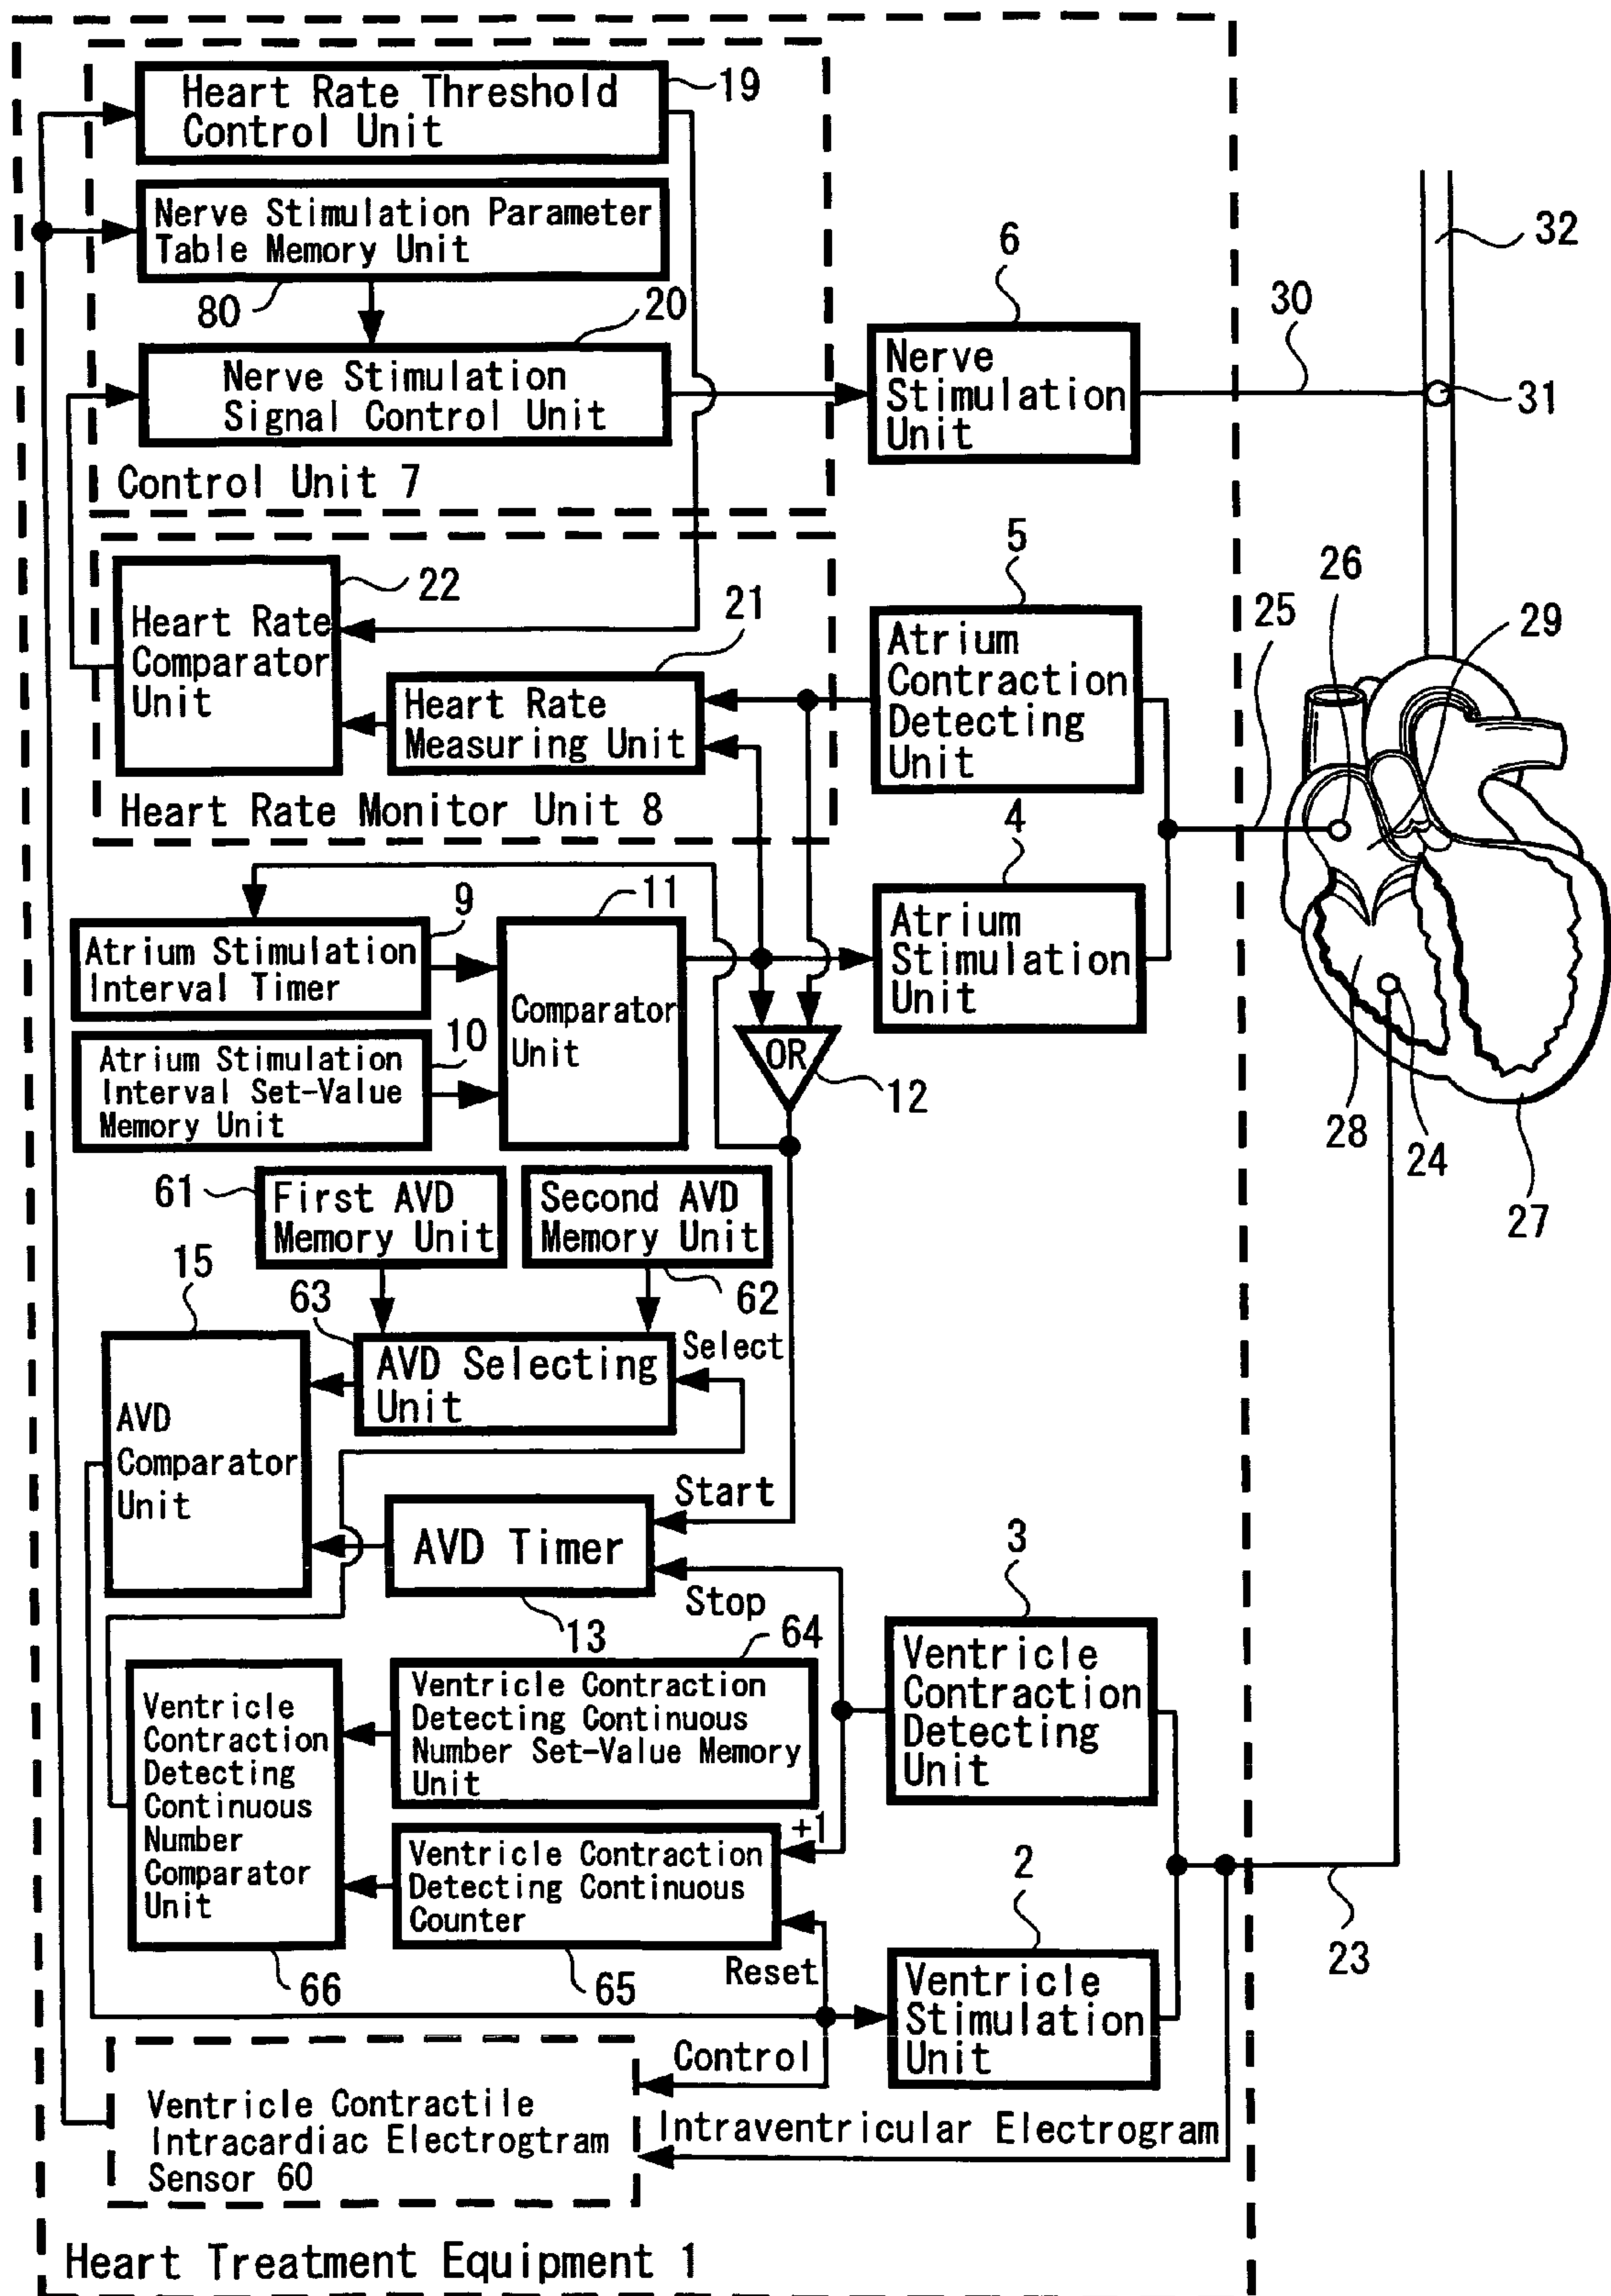 Heart Rate Threshold
Control Unit
19
Nerve Stimulation Parameter
Table Memory Unit
80
20
Nerve Stimulation
Signal Control Unit
Control Unit 7
6
Nerve
Stimulation
Unit
30
32
31
22
Heart Rate
Comparator
Unit
21
Heart Rate
Measuring Unit
Heart Rate Monitor Unit 8
5
Atrium
Contraction
Detecting
Unit
25
26
29
4
Atrium
Stimulation
Unit
9
Atrium Stimulation
Interval Timer
10
Atrium Stimulation
Interval Set-Value
Memory Unit
11
Comparator
Unit
OR
12
28
24
27
61
First AVD
Memory Unit
Second AVD
Memory Unit
62
15
63
Select
AVD Selecting
Unit
AVD
Comparator
Unit
Start
AVD Timer
Stop
13
3
Ventricle
Contraction
Detecting
Unit
64
Ventricle Contraction
Detecting Continuous
Number Set-Value Memory
Unit
Ventricle
Contraction
Detecting
Continuous
Number
Comparator
Unit
66
+1
Ventricle Contraction
Detecting Continuous
Counter
65
Reset
2
Ventricle
Stimulation
Unit
23
Control
Ventricle Contractile
Intracardiac Electrogtram
Sensor 60
Intraventricular Electrogram
Heart Treatment Equipment 1